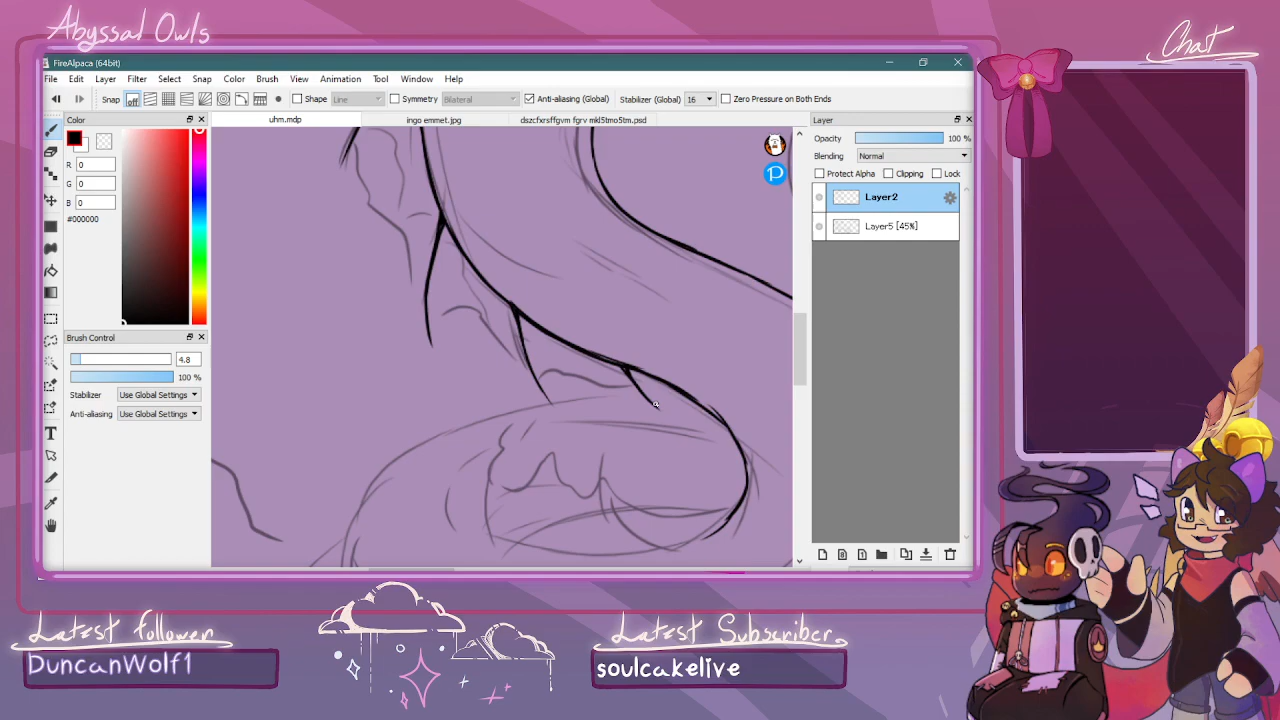 Abyssal Owls
Chat
FireAlpaca (64bit)
File Edit Layer Filter Select Snap Color Brush View Animation Tool Window Help
Snap off Shape Line Symmetry Bilateral Anti-aliasing (Global) Stabilizer (Global) 16 Zero Pressure on Both Ends
Color
uhm.mdp ingo emmet.jpg dszcfxrsffgvm fgrv mkl5tmo5tm.psd
Layer
Opacity 100 %
Blending Normal
Protect Alpha Clipping Lock
Layer2
Layer5 [45%]
R 0
G 0
B 0
#000000
Brush Control
4.8
100 %
Stabilizer Use Global Settings
Anti-aliasing Use Global Settings
T
P
Latest follower
DuncanWolf1
Latest Subscriber
soulcakelive